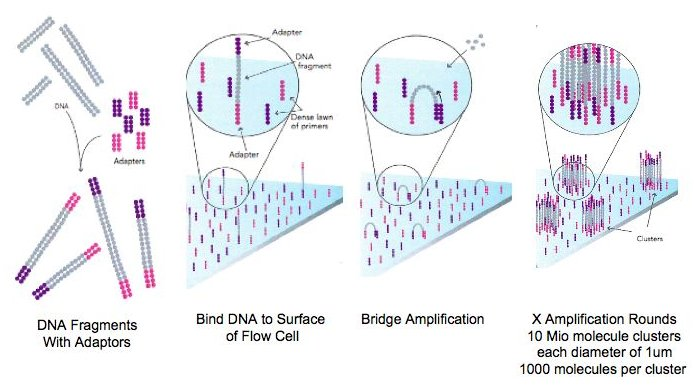 DNA
Adapters
DNA Fragments
With Adaptors
Adapter
DNA
fragment
Dense lawn
of primers
Adapter
Bind DNA to Surface
of Flow Cell
Bridge Amplification
Clusters
X Amplification Rounds
10 Mio molecule clusters
each diameter of 1um
1000 molecules per cluster